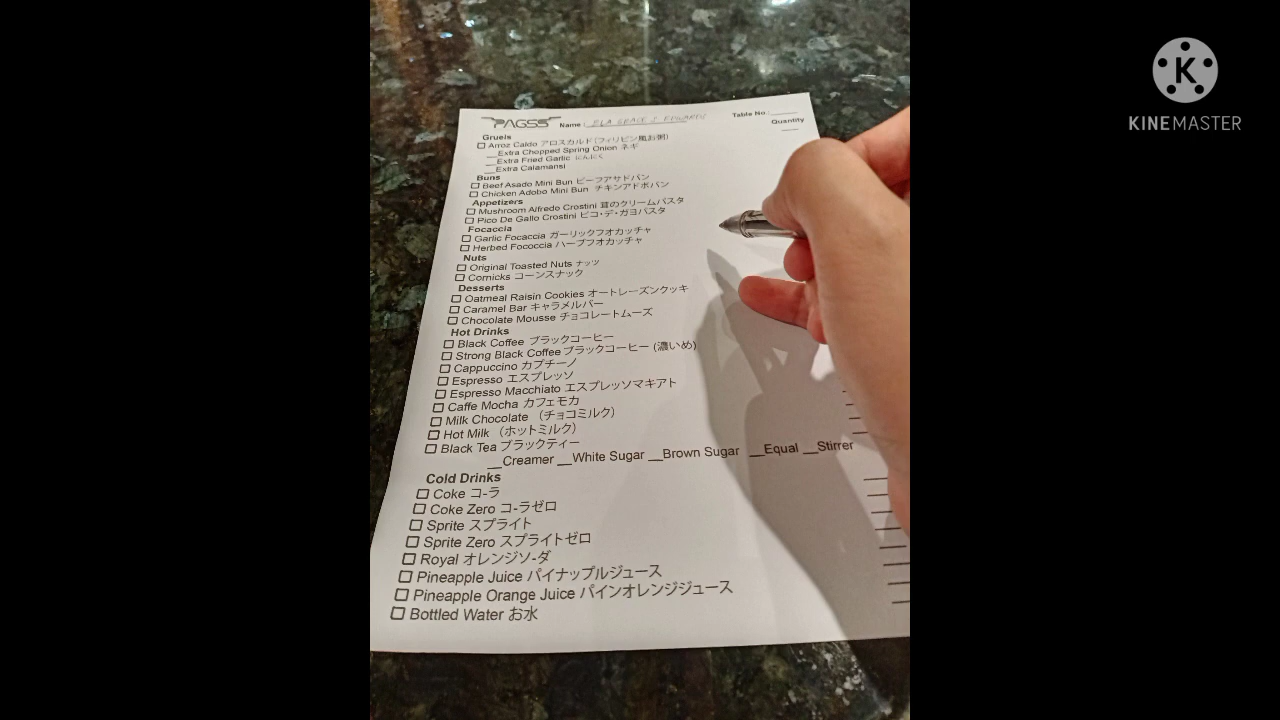 PAGSS Name : Table No :
Quantity
Gruels
Arroz Caldo アロスカルド(フィリピン風お粥)
__Extra Chopped Spring Onion ネギ
__Extra Fried Garlic にんにく
__Extra Calamansi
Buns
Beef Asado Mini Bun ビーフアサドパン
Chicken Adobo Mini Bun チキンアドボパン
Appetizers
Mushroom Alfredo Crostini 茸のクリームパスタ
Pico De Gallo Crostini ピコ・デ・ガヨパスタ
Focaccia
Garlic Focaccia ガーリックフオカッチャ
Herbed Fococcia ハーブフオカッチャ
Nuts
Original Toasted Nuts ナッツ
Cornicks コーンスナック
Desserts
Oatmeal Raisin Cookies オートレーズンクッキ
Caramel Bar キャラメルバー
Chocolate Mousse チョコレートムーズ
Hot Drinks
Black Coffee ブラックコーヒー
Strong Black Coffee ブラックコーヒー (濃いめ)
Cappuccino カプチーノ
Espresso エスプレッソ
Espresso Macchiato エスプレッソマキアト
Caffe Mocha カフェモカ
Milk Chocolate (チョコミルク)
Hot Milk (ホットミルク)
Black Tea ブラックティー
__Creamer __White Sugar __Brown Sugar __Equal __Stirrer
Cold Drinks
Coke コ-ラ
Coke Zero コ-ラゼロ
Sprite スプライト
Sprite Zero スプライトゼロ
Royal オレンジソ-ダ
Pineapple Juice パイナップルジュース
Pineapple Orange Juice パインオレンジジュース
Bottled Water お水
K
KINEMASTER